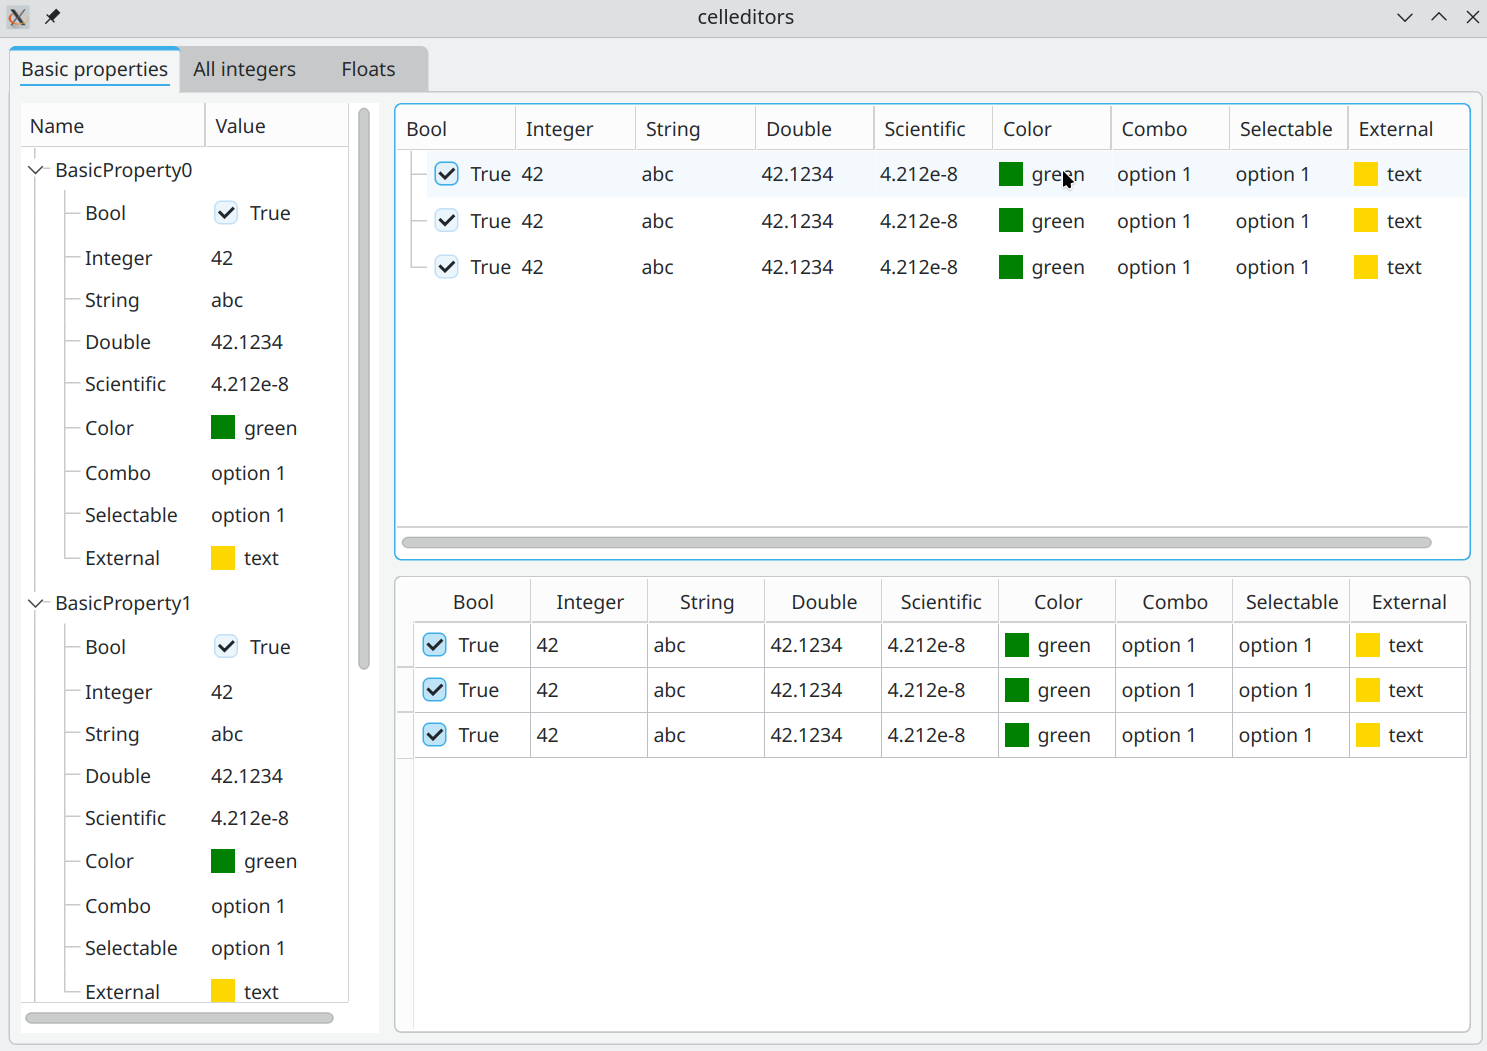 celleditors
Basic properties All integers Floats
Name Value
BasicProperty0
Bool True
Integer 42
String abc
Double 42.1234
Scientific 4.212e-8
Color green
Combo option 1
Selectable option 1
External text
BasicProperty1
Bool True
Integer 42
String abc
Double 42.1234
Scientific 4.212e-8
Color green
Combo option 1
Selectable option 1
External text
Bool Integer String Double Scientific Color Combo Selectable External
True 42 abc 42.1234 4.212e-8 green option 1 option 1 text
True 42 abc 42.1234 4.212e-8 green option 1 option 1 text
True 42 abc 42.1234 4.212e-8 green option 1 option 1 text
Bool Integer String Double Scientific Color Combo Selectable External
True 42 abc 42.1234 4.212e-8 green option 1 option 1 text
True 42 abc 42.1234 4.212e-8 green option 1 option 1 text
True 42 abc 42.1234 4.212e-8 green option 1 option 1 text